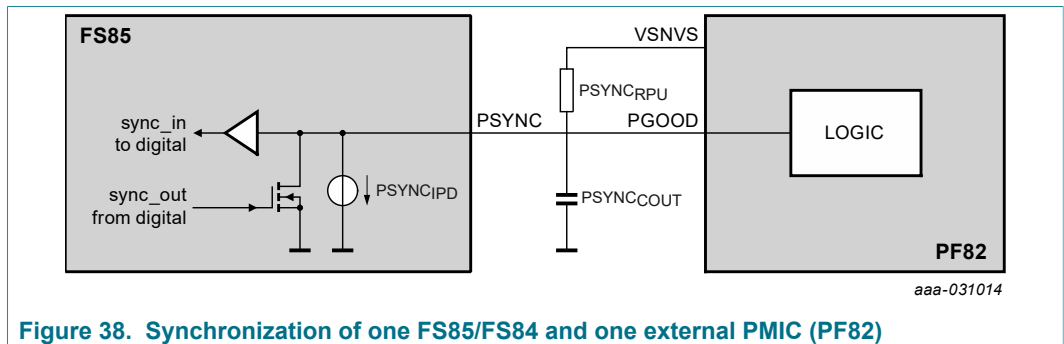 FS85
VSNVS
PSYNCRPU
sync_in
to digital
PSYNC
PGOOD
LOGIC
PSYNCIPD
PSYNCCOUT
sync_out
from digital
PF82
aaa-031014
Figure 38. Synchronization of one FS85/FS84 and one external PMIC (PF82)